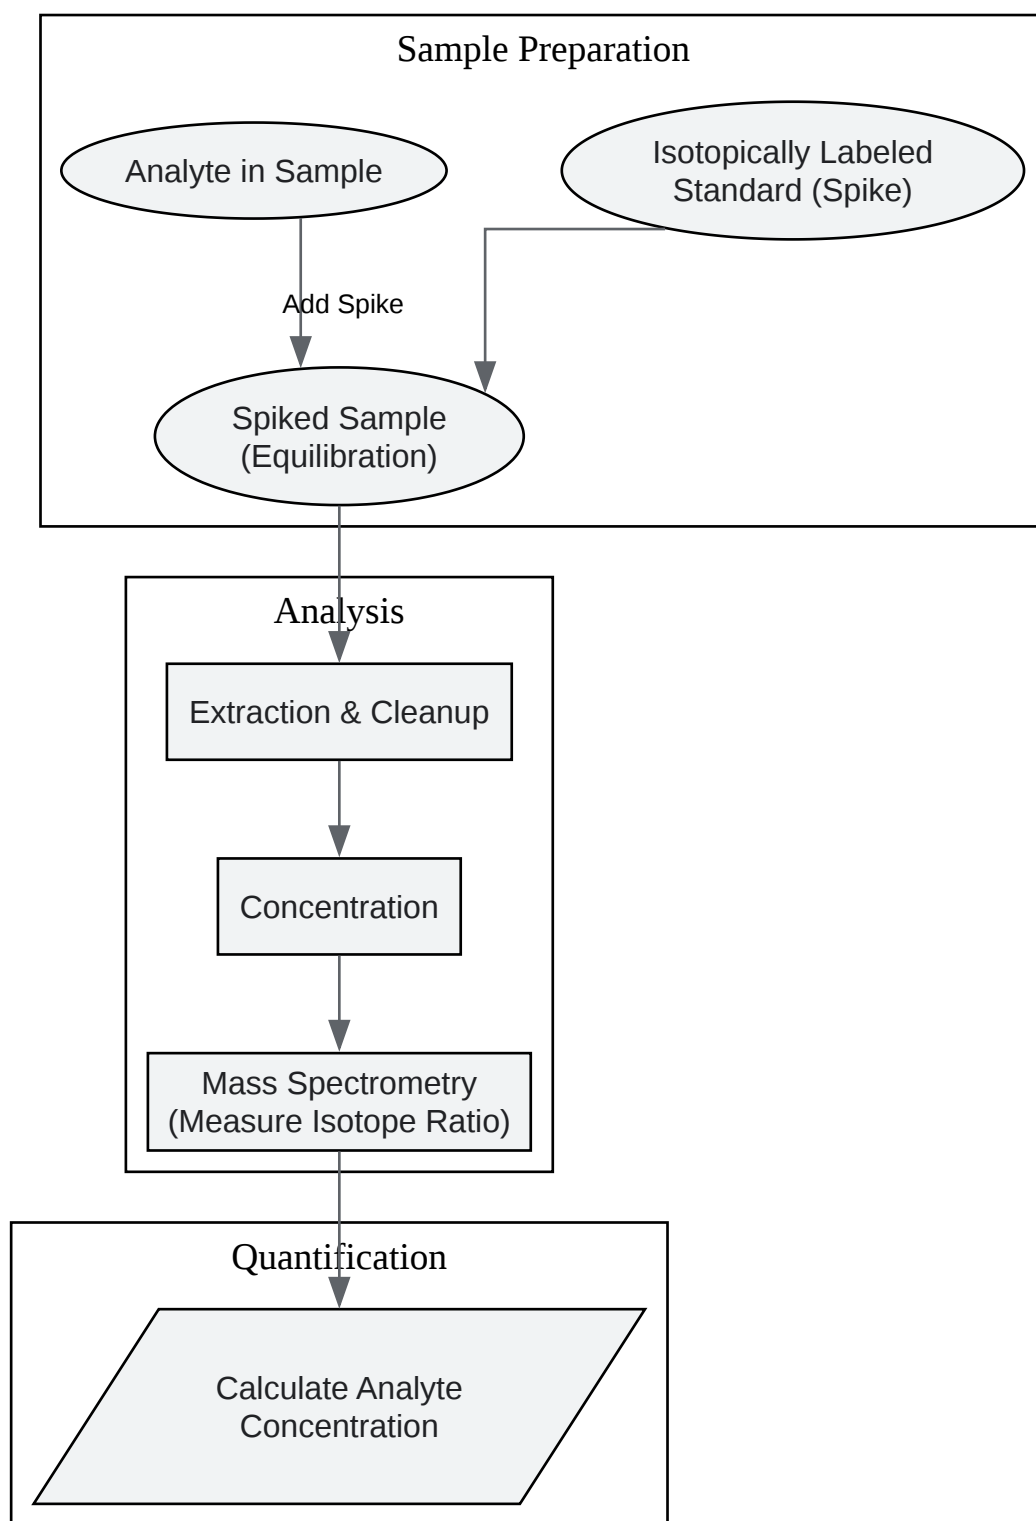 Sample Preparation
Analyte in Sample
Isotopically Labeled
Standard (Spike)
Add Spike
Spiked Sample
(Equilibration)
Analysis
Extraction & Cleanup
Concentration
Mass Spectrometry
(Measure Isotope Ratio)
Quantification
Calculate Analyte
Concentration